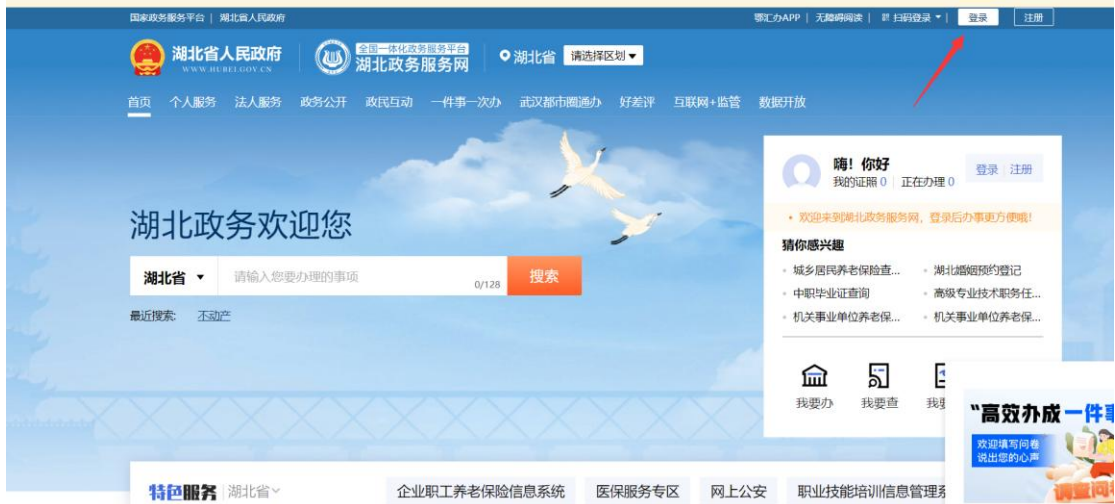 国家政务服务平台 | 湖北省人民政府
鄂汇办APP | 无障碍阅读 | 扫码登录 | 登录 注册
湖北省人民政府
WWW.HUBEI.GOV.CN
全国一体化政务服务平台
湖北政务服务网
湖北省 请选择区划▼
首页 个人服务 法人服务 政务公开 政民互动 一件事一次办 武汉都市圈通办 好差评 互联网+监管 数据开放
嗨！你好
我的证照 0 | 正在办理 0
登录 | 注册
• 欢迎来到湖北政务服务网，登录后办事更方便哦！
猜你感兴趣
城乡居民养老保险查... 湖北婚姻预约登记
中职毕业证查询 高级专业技术职务任...
机关事业单位养老保... 机关事业单位养老保...
我要办 我要查 我要
湖北政务欢迎您
湖北省 ▼ 请输入您要办理的事项 0/128 搜索
最近搜索: 不动产
“高效办成一件事
欢迎填写问卷
说出您的心声
调查问卷
特色服务 湖北省
企业职工养老保险信息系统 医保服务专区 网上公安 职业技能培训信息管理系